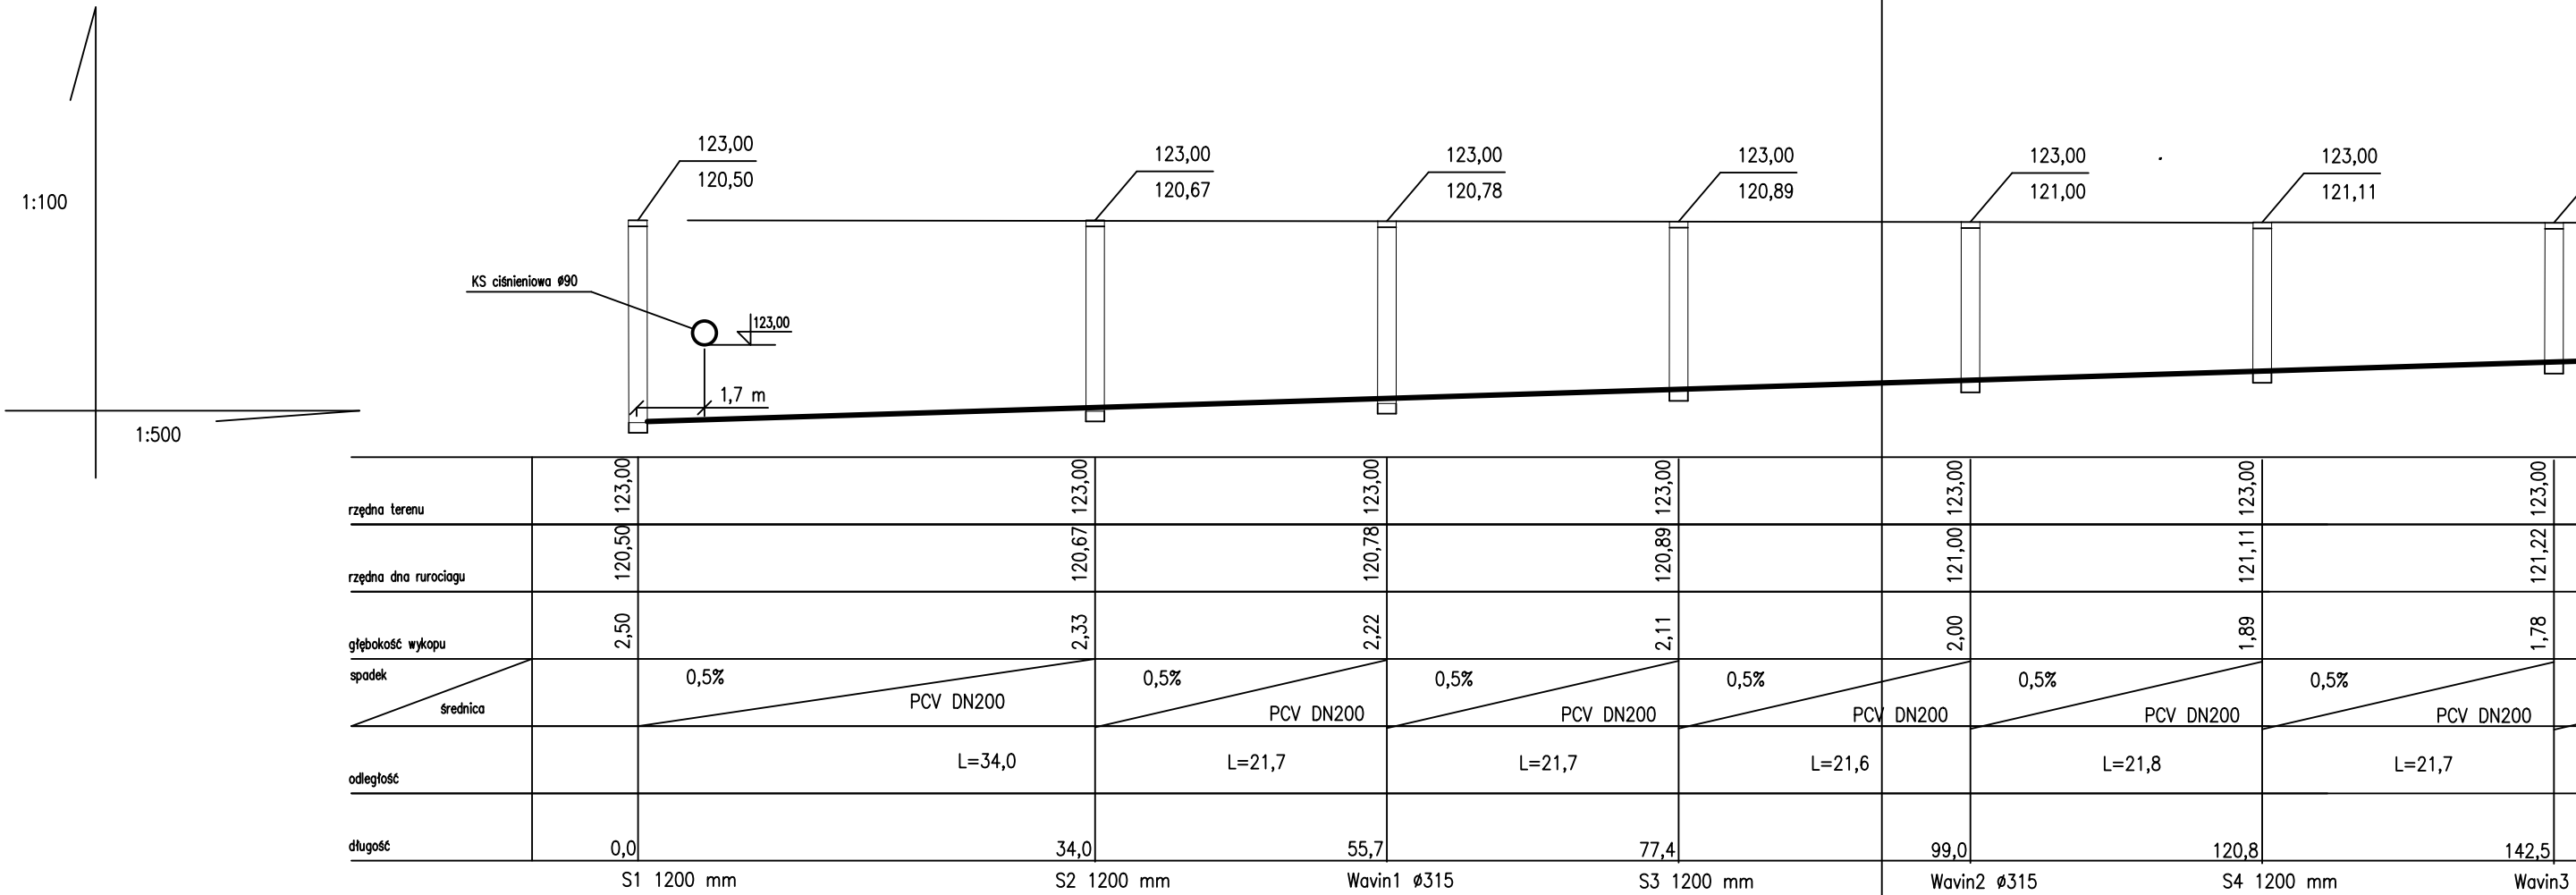 1:100
1:500
123,00
120,50
123,00
120,67
123,00
120,78
123,00
120,89
123,00
121,00
123,00
121,11
KS ciśnieniowa ø90
123,00
1,7 m
rzędna terenu 123,00 123,00 123,00 123,00 123,00 123,00 123,00
rzędna dna rurociagu 120,50 120,67 120,78 120,89 121,00 121,11 121,22
głębokość wykopu 2,50 2,33 2,22 2,11 2,00 1,89 1,78
spadek 0,5% 0,5% 0,5% 0,5% 0,5% 0,5%
średnica PCV DN200 PCV DN200 PCV DN200 PCV DN200 PCV DN200 PCV DN200
odległość L=34,0 L=21,7 L=21,7 L=21,6 L=21,8 L=21,7
długość 0,0 34,0 55,7 77,4 99,0 120,8 142,5
S1 1200 mm S2 1200 mm Wavin1 ø315 S3 1200 mm Wavin2 ø315 S4 1200 mm Wavin3